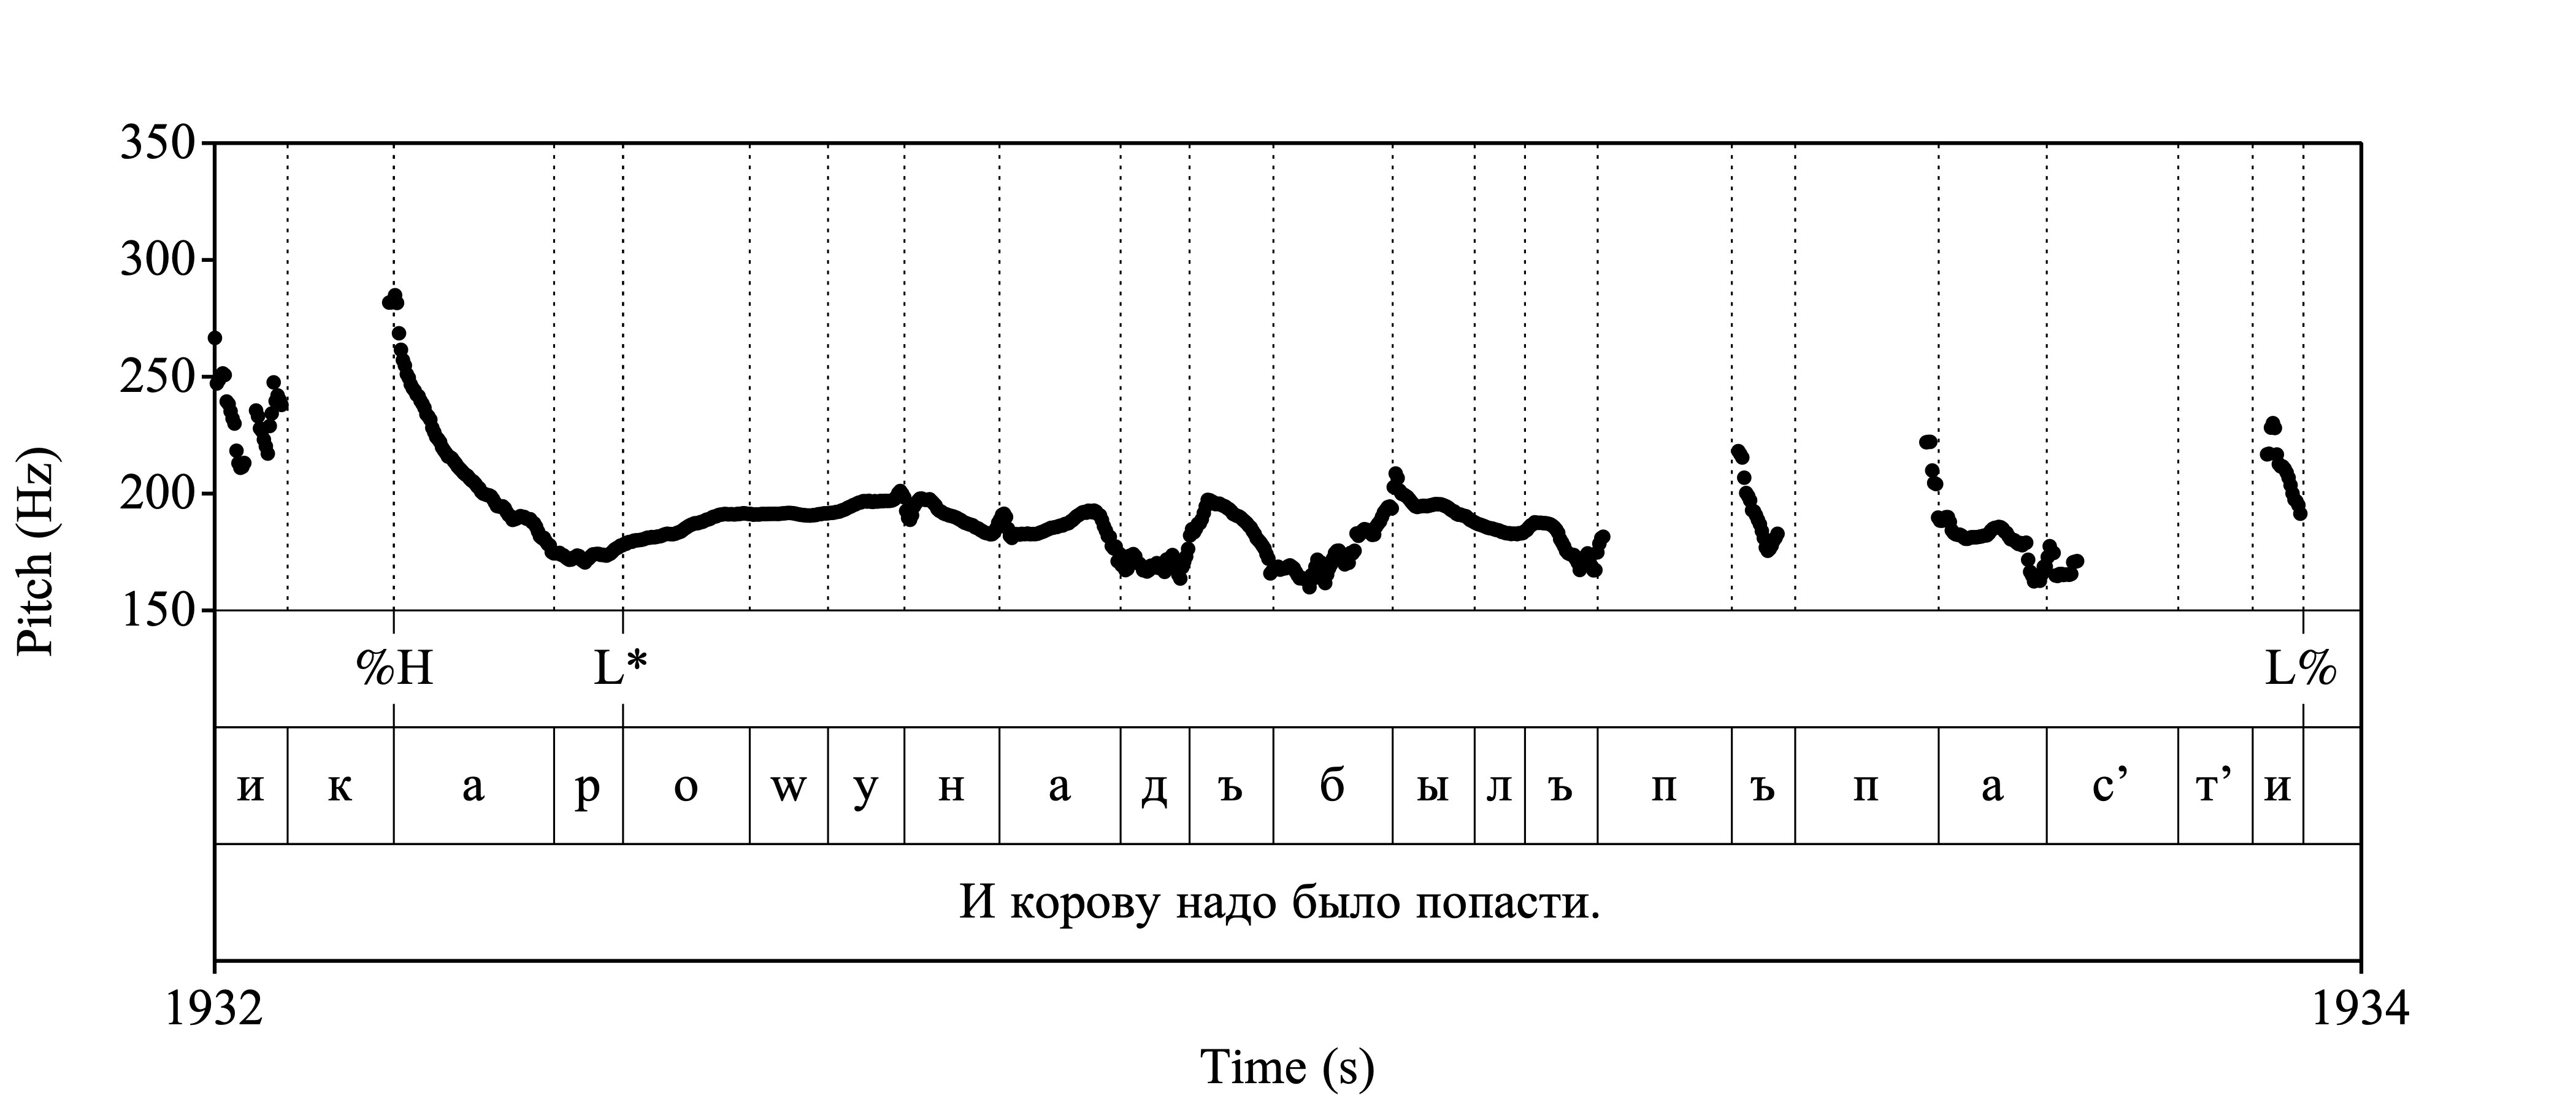 350
300
250
200
150
Pitch (Hz)
%H L* L%
и к а р о w у н а д ъ б ы л ъ п ъ п а с’ т’ и
И корову надо было попасти.
1932 1934
Time (s)